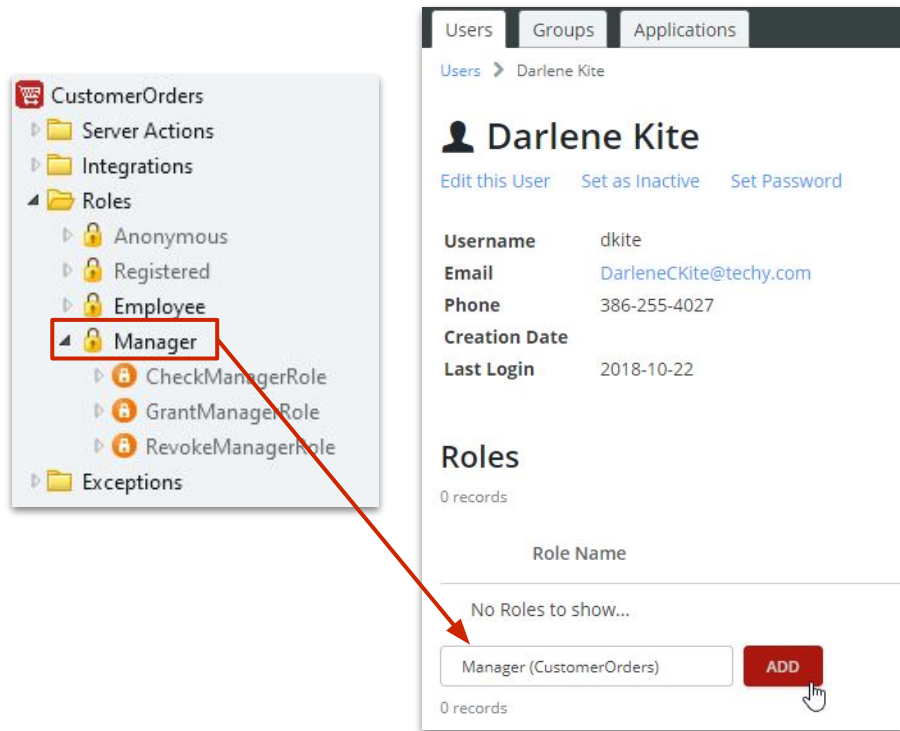 CustomerOrders
Server Actions
Integrations
Roles
Anonymous
Registered
Employee
Manager
CheckManagerRole
GrantManagerRole
RevokeManagerRole
Exceptions
Users Groups Applications
Users Darlene Kite
Darlene Kite
Edit this User Set as Inactive Set Password
Username dkite
Email DarleneCKite@techy.com
Phone 386-255-4027
Creation Date
Last Login 2018-10-22
Roles
0 records
Role Name
No Roles to show...
Manager (CustomerOrders) ADD
0 records